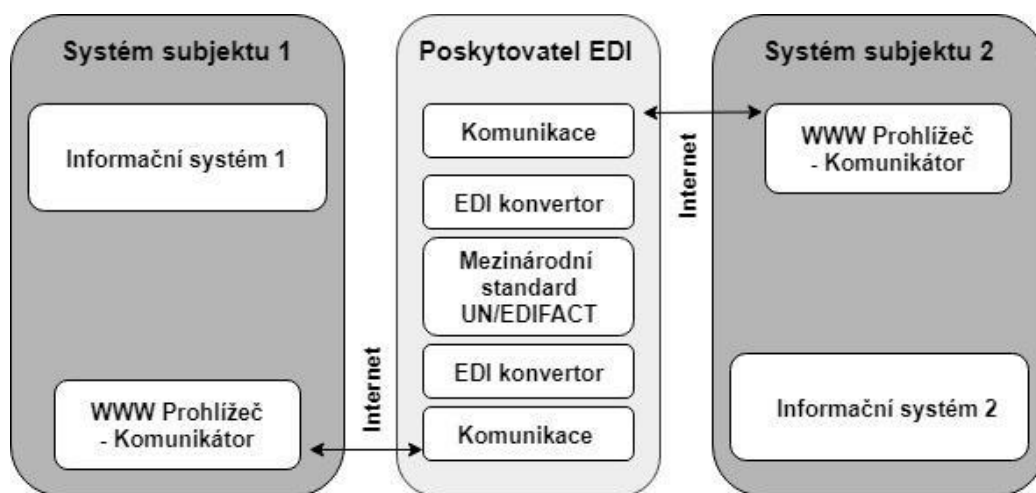 Systém subjektu 1
Informační systém 1
WWW Prohlížeč
- Komunikátor
Internet
Poskytovatel EDI
Komunikace
EDI konvertor
Mezinárodní
standard
UN/EDIFACT
EDI konvertor
Komunikace
Internet
Systém subjektu 2
WWW Prohlížeč
- Komunikátor
Informační systém 2